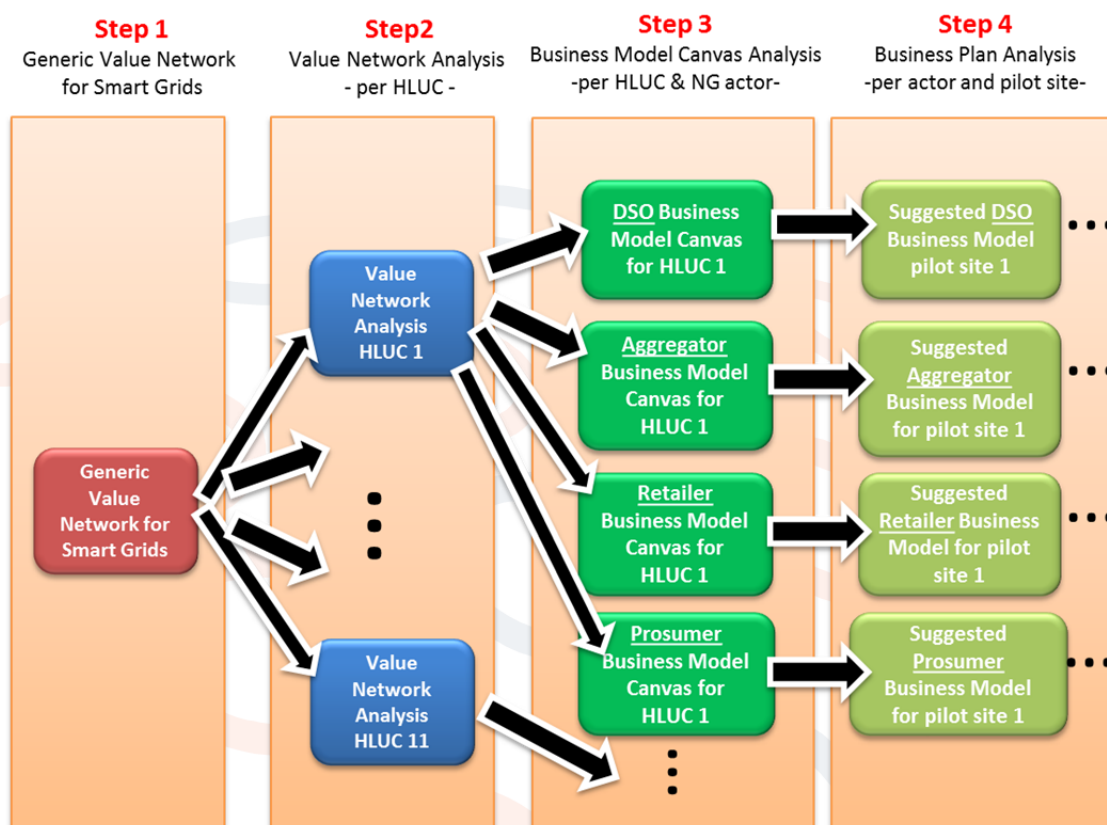 Step 1
Generic Value Network
for Smart Grids
Step2
Value Network Analysis
- per HLUC -
Step 3
Business Model Canvas Analysis
-per HLUC & NG actor-
Step 4
Business Plan Analysis
-per actor and pilot site-
Generic
Value
Network for
Smart Grids
Value
Network
Analysis
HLUC 1
Value
Network
Analysis
HLUC 11
DSO Business
Model Canvas
for HLUC 1
Aggregator
Business Model
Canvas for
HLUC 1
Retailer
Business Model
Canvas for
HLUC 1
Prosumer
Business Model
Canvas for
HLUC 1
Suggested DSO
Business Model
pilot site 1
Suggested
Aggregator
Business Model
for pilot site 1
Suggested
Retailer Business
Model for pilot
site 1
Suggested
Prosumer
Business Model
for pilot site 1